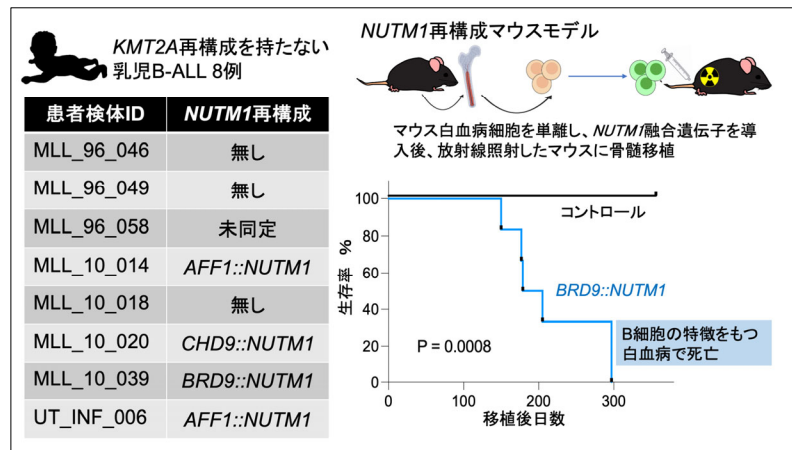 KMT2A再構成を持たない
乳児B-ALL 8例
患者検体ID NUTM1再構成
MLL_96_046 無し
MLL_96_049 無し
MLL_96_058 未同定
MLL_10_014 AFF1::NUTM1
MLL_10_018 無し
MLL_10_020 CHD9::NUTM1
MLL_10_039 BRD9::NUTM1
UT_INF_006 AFF1::NUTM1
NUTM1再構成マウスモデル
マウス白血病細胞を単離し、NUTM1融合遺伝子を導
入後、放射線照射したマウスに骨髄移植
生存率 %
100
80
60
40
20
0
コントロール
BRD9::NUTM1
B細胞の特徴をもつ
白血病で死亡
P = 0.0008
0 100 200 300
移植後日数